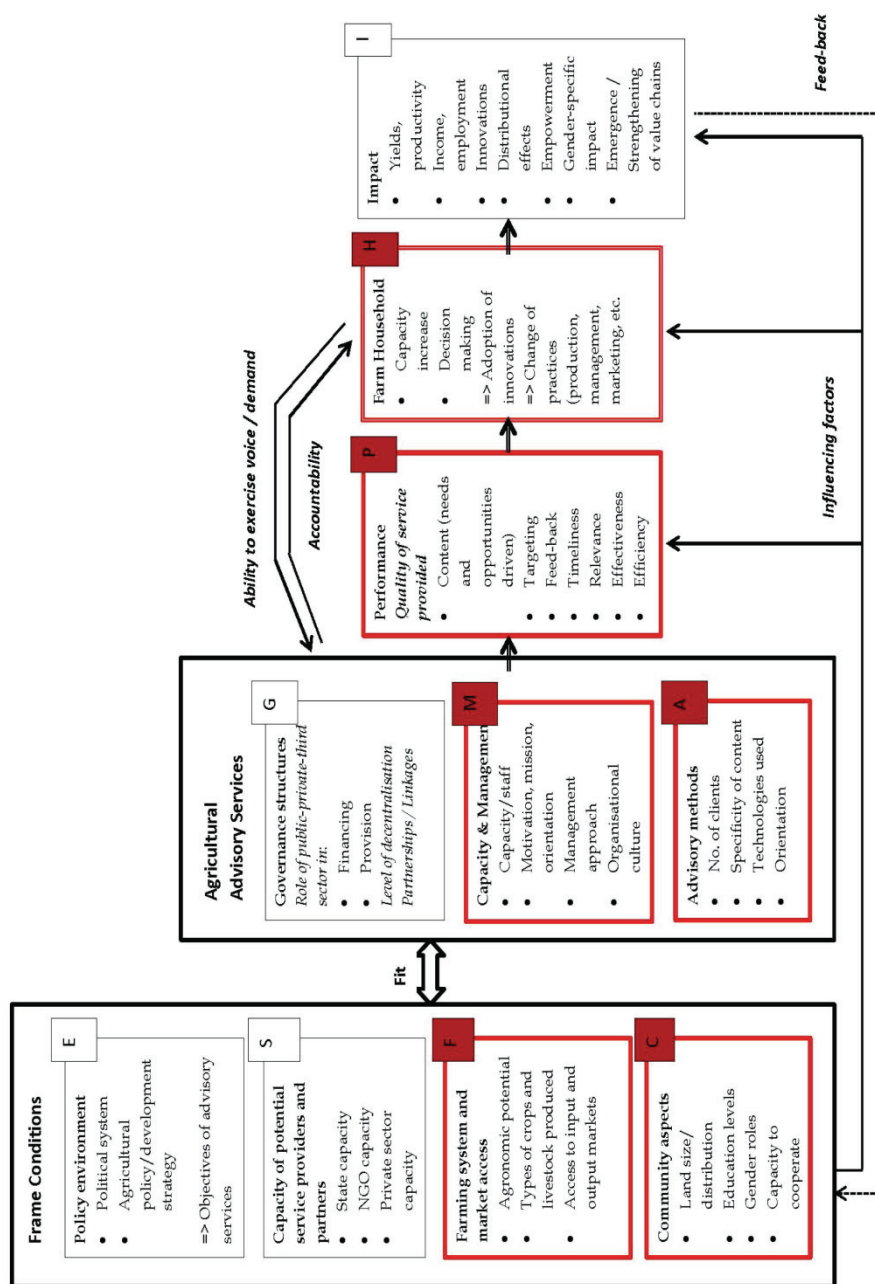 Frame Conditions
E
Policy environment
• Political system
• Agricultural
policy/development
strategy
=> Objectives of advisory
services
S
Capacity of potential
service providers and
partners
• State capacity
• NGO capacity
• Private sector
capacity
F
Farming system and
market access
• Agronomic potential
• Types of crops and
livestock produced
• Access to input and
output markets
C
Community aspects
• Land size/
distribution
• Education levels
• Gender roles
• Capacity to
cooperate
Fit
Agricultural
Advisory Services
G
Governance structures
Role of public-private-third
sector in:
• Financing
• Provision
Level of decentralisation
Partnerships / Linkages
M
Capacity & Management
• Capacity/staff
• Motivation, mission,
orientation
• Management
approach
• Organisational
culture
A
Advisory methods
• No. of clients
• Specificity of content
• Technologies used
• Orientation
Ability to exercise voice / demand
Accountability
P
Performance
Quality of service
provided
• Content (needs
and
opportunities
driven)
• Targeting
• Feed-back
• Timeliness
• Relevance
• Effectiveness
• Efficiency
H
Farm Household
• Capacity
increase
• Decision
making
=> Adoption of
innovations
=> Change of
practices
(production,
management,
marketing, etc.
I
Impact
• Yields,
productivity
• Income,
employment
• Innovations
• Distributional
effects
• Empowerment
• Gender-specific
impact
• Emergence /
Strengthening
of value chains
Influencing factors
Feed-back